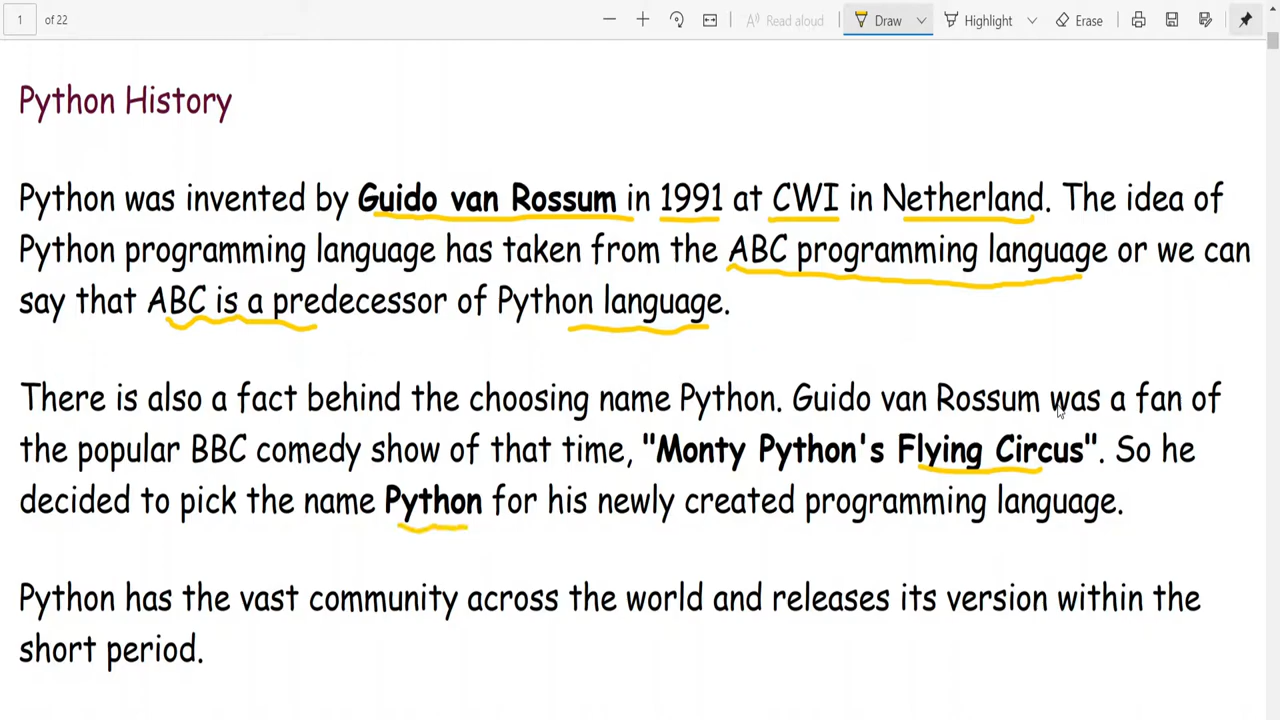 1 of 22 Read aloud Draw Highlight Erase
Python History
Python was invented by Guido van Rossum in 1991 at CWI in Netherland. The idea of
Python programming language has taken from the ABC programming language or we can
say that ABC is a predecessor of Python language.
There is also a fact behind the choosing name Python. Guido van Rossum was a fan of
the popular BBC comedy show of that time, "Monty Python's Flying Circus". So he
decided to pick the name Python for his newly created programming language.
Python has the vast community across the world and releases its version within the
short period.